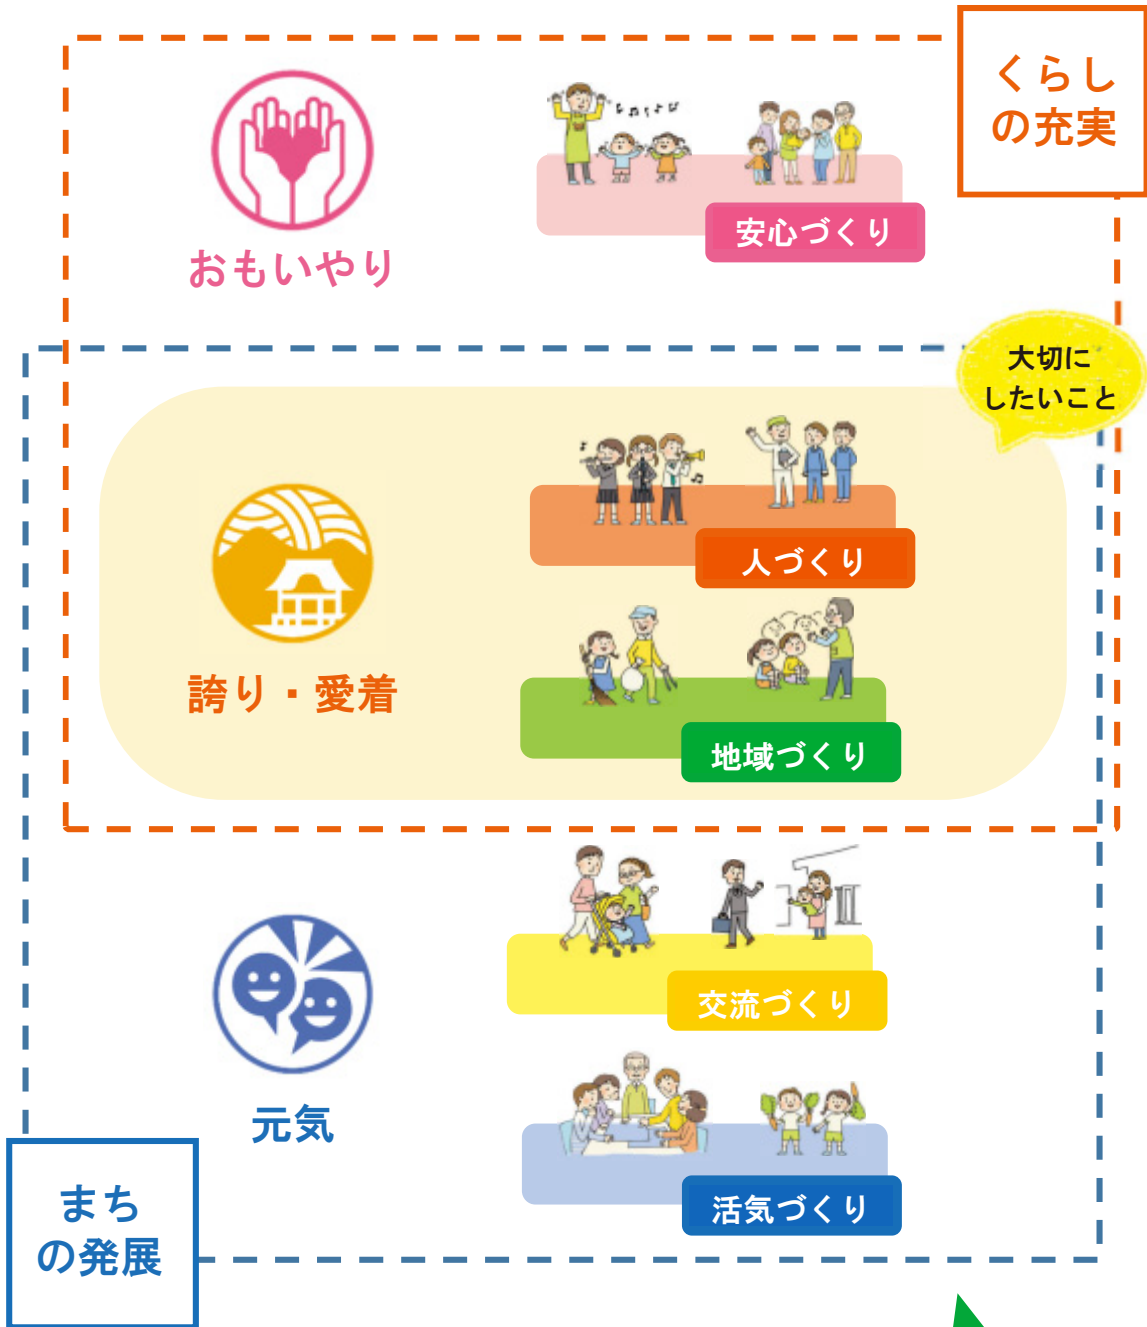 くらし
の充実
おもいやり
安心づくり
大切に
したいこと
誇り・愛着
人づくり
地域づくり
元気
交流づくり
活気づくり
まち
の発展